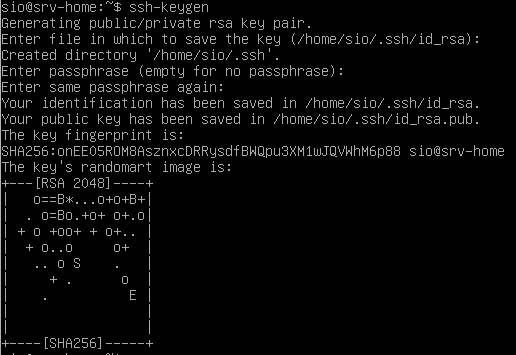 sio@srv-home:~$ ssh-keygen
Generating public/private rsa key pair.
Enter file in which to save the key (/home/sio/.ssh/id_rsa):
Created directory '/home/sio/.ssh'.
Enter passphrase (empty for no passphrase):
Enter same passphrase again:
Your identification has been saved in /home/sio/.ssh/id_rsa.
Your public key has been saved in /home/sio/.ssh/id_rsa.pub.
The key fingerprint is:
SHA256:onEE05ROM8AsznxcDRRysdfBWQpu3XM1wJQVWhM6p88 sio@srv-home
The key's randomart image is:
+---[RSA 2048]----+
|   o==B*...o+o+B+|
|  . o=Bo.+o+ o+.o|
| + o +oo+ + o+.. |
|  + o..o     o+  |
|   .. o S    .   |
|     + .      o  |
|    .          E |
|                 |
|                 |
+----[SHA256]-----+